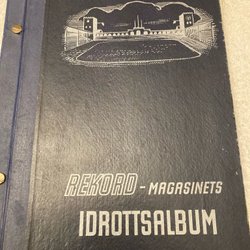 REKORD - MAGASINETS
IDROTTSALBUM